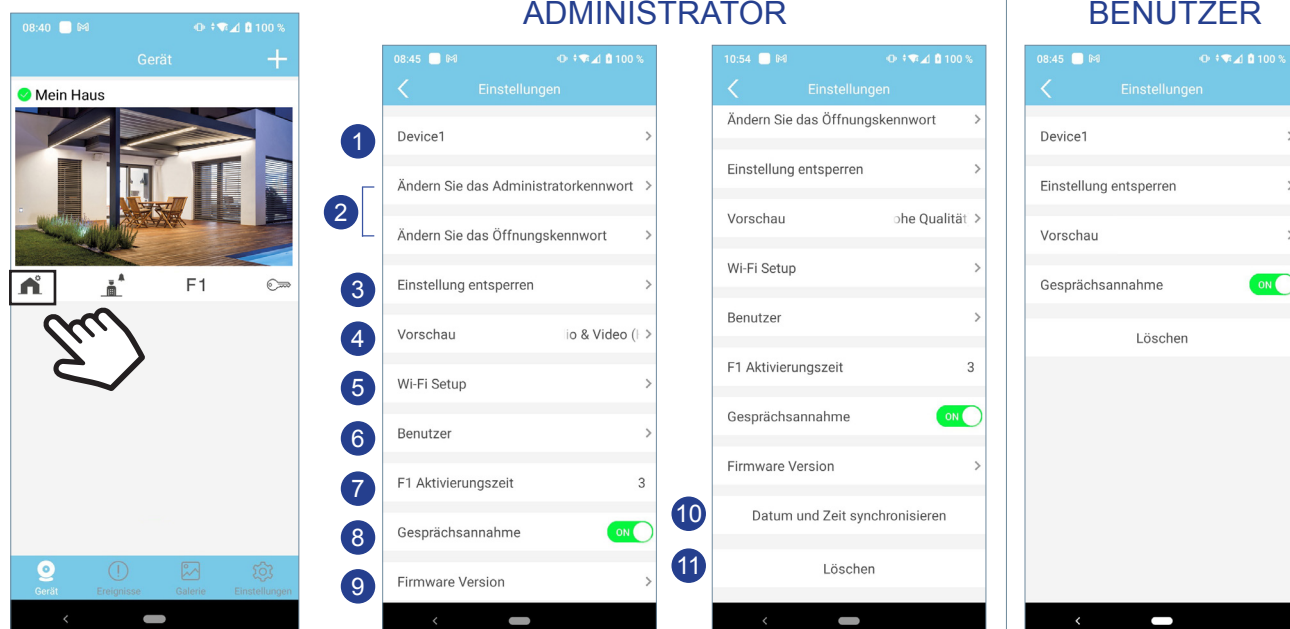 ADMINISTRATOR
BENUTZER
08:40 100 %
Gerät
Mein Haus
F1
Gerät Ereignisse Galerie Einstellungen
08:45 100 %
Einstellungen
1 Device1
2
Ändern Sie das Administratorkennwort
Ändern Sie das Öffnungskennwort
3 Einstellung entsperren
4 Vorschau io & Video (
5 Wi-Fi Setup
6 Benutzer
7 F1 Aktivierungszeit 3
8 Gesprächsannahme ON
9 Firmware Version
10:54 100 %
Einstellungen
Ändern Sie das Öffnungskennwort
Einstellung entsperren
Vorschau ohe Qualität
Wi-Fi Setup
Benutzer
F1 Aktivierungszeit 3
Gesprächsannahme ON
Firmware Version
10 Datum und Zeit synchronisieren
11 Löschen
08:45 100 %
Einstellungen
Device1
Einstellung entsperren
Vorschau
Gesprächsannahme ON
Löschen